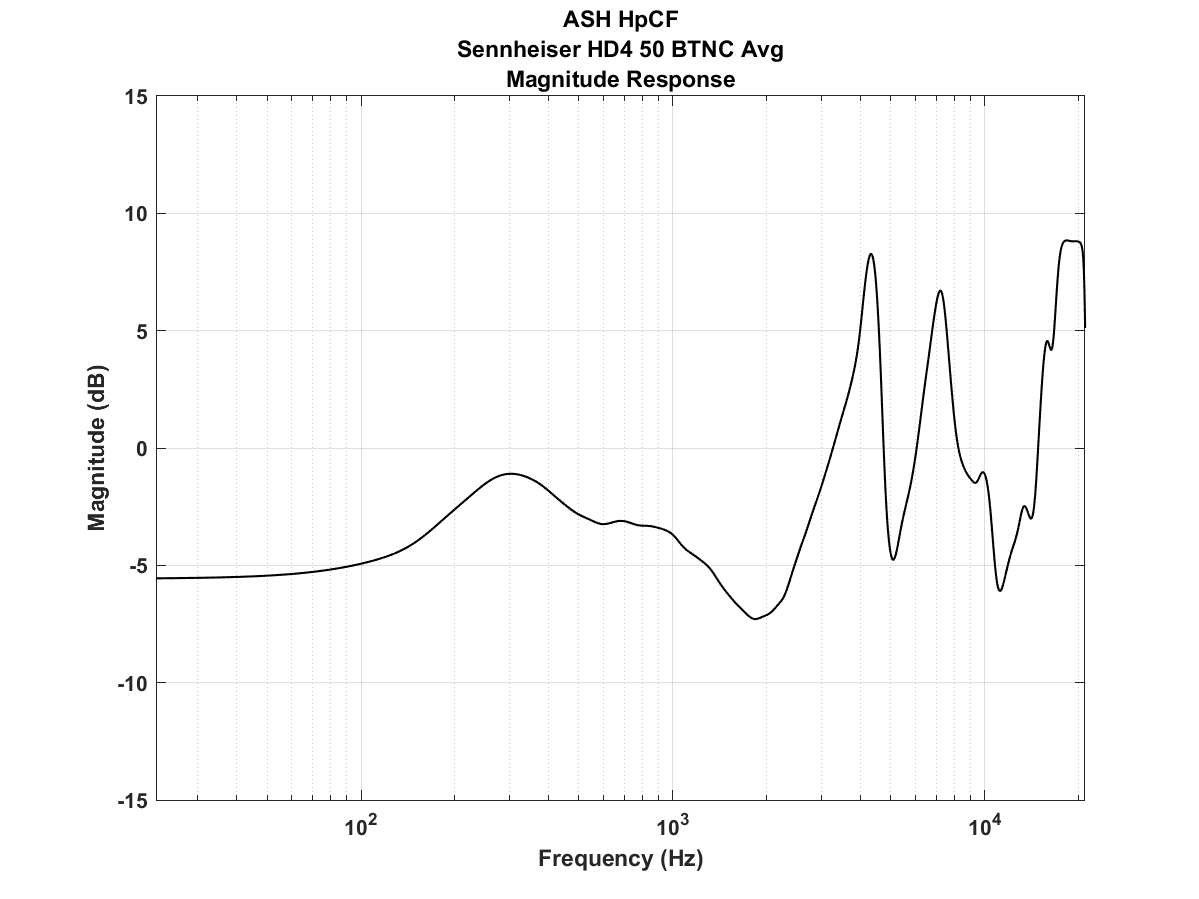 ASH HpCF
Sennheiser HD4 50 BTNC Avg
Magnitude Response
15
10
5
0
-5
-10
-15
Magnitude (dB)
10²
10³
10⁴
Frequency (Hz)